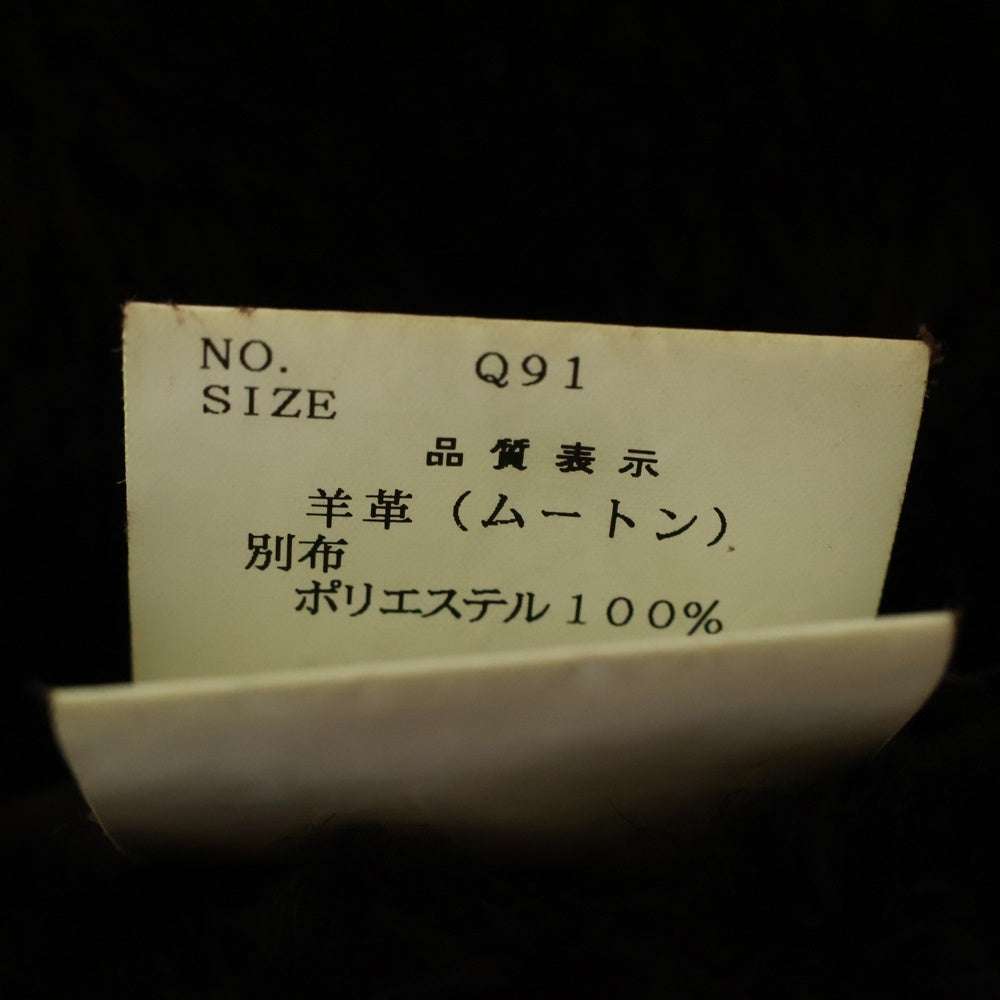 NO. Q91
SIZE
品質表示
羊革(ムートン)
別布
ポリエステル100%